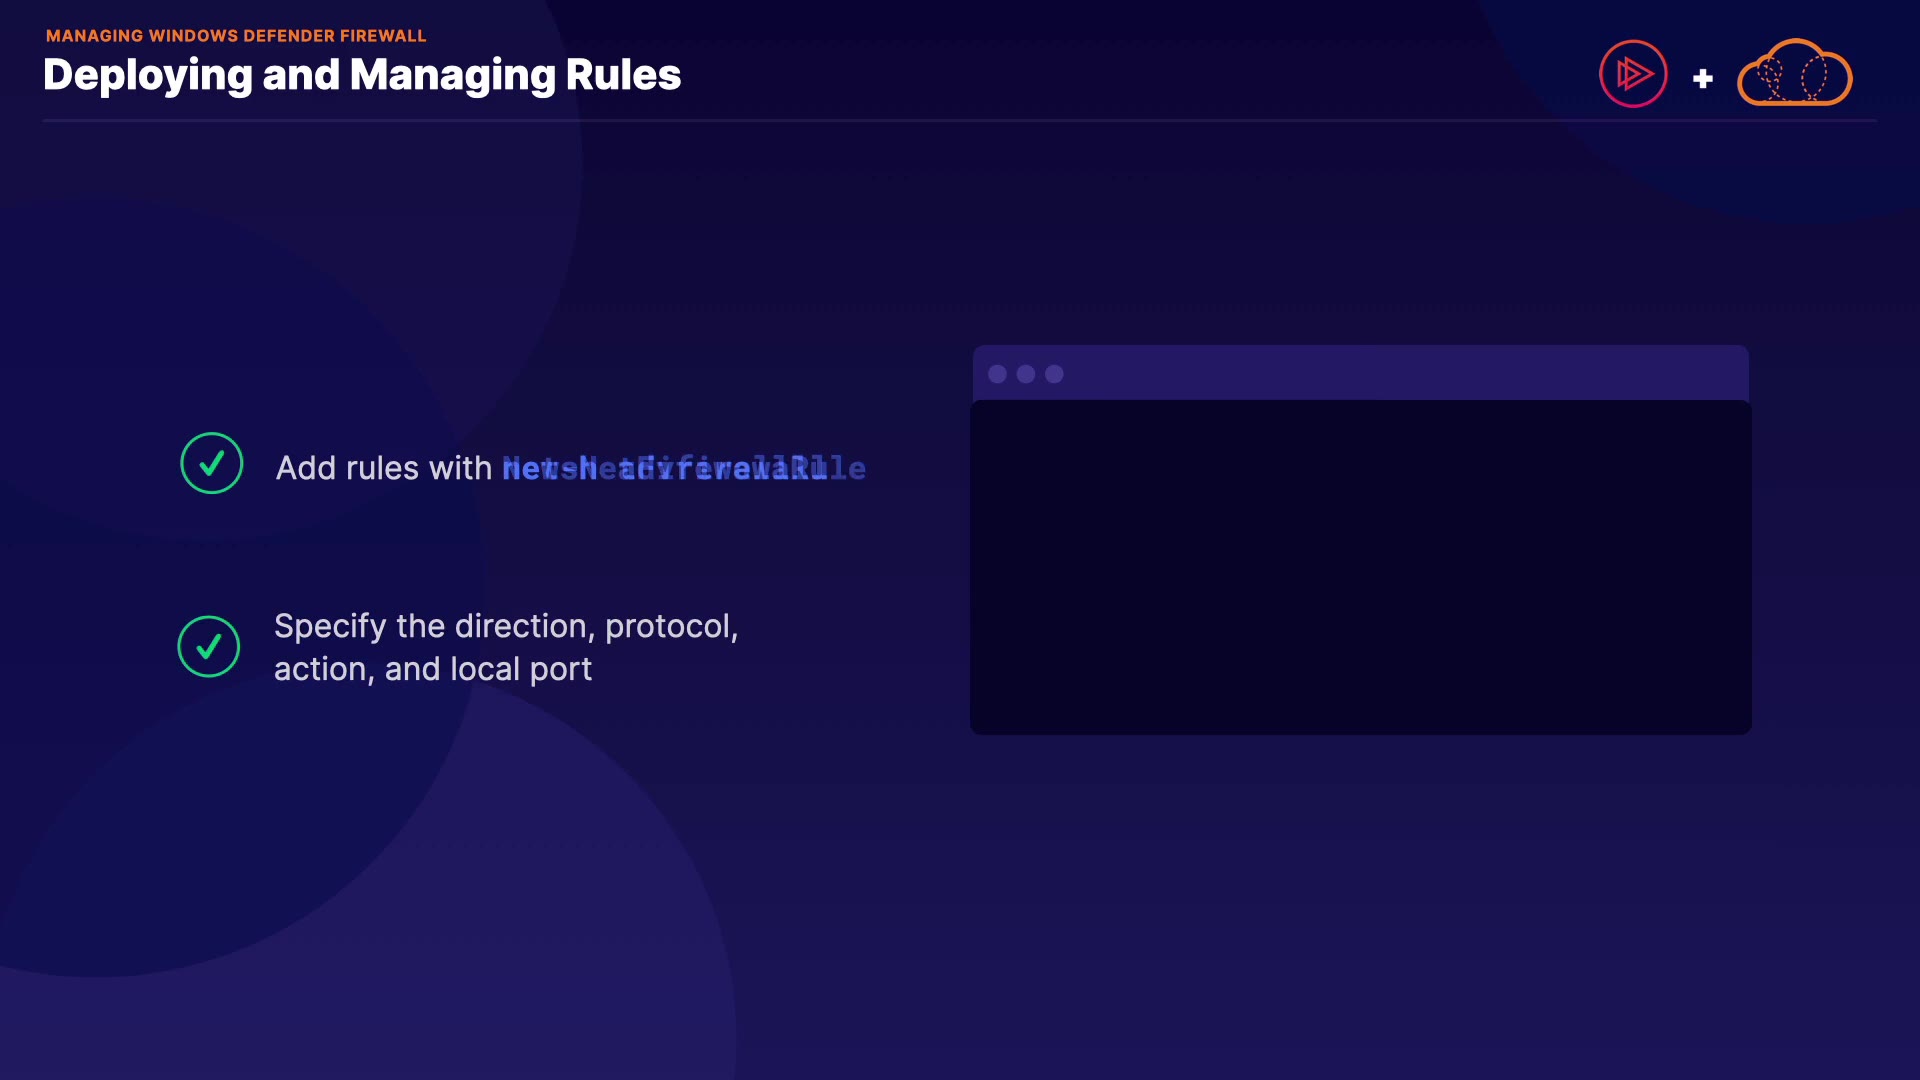 MANAGING WINDOWS DEFENDER FIREWALL
Deploying and Managing Rules
Add rules with
Specify the direction, protocol,
action, and local port